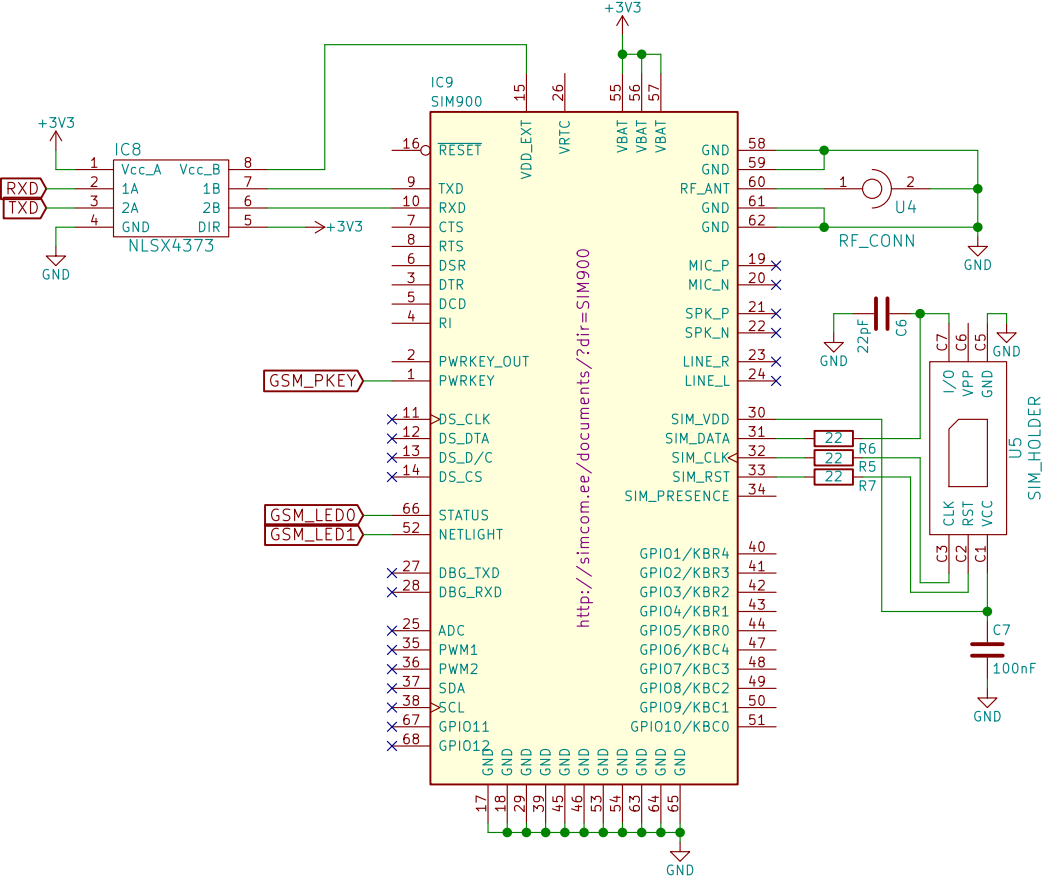 +3V3
IC9
SIM900
15
26
55
56
57
VDD_EXT
VRTC
VBAT
VBAT
VBAT
+3V3
IC8
1
Vcc_A
Vcc_B
8
RXD
2
1A
1B
7
TXD
3
2A
2B
6
4
GND
DIR
5
+3V3
NLSX4373
GND
16
RESET
9
TXD
10
RXD
7
CTS
8
RTS
6
DSR
3
DTR
5
DCD
4
RI
2
PWRKEY_OUT
GSM_PKEY
1
PWRKEY
11
DS_CLK
12
DS_DTA
13
DS_D/C
14
DS_CS
GSM_LED0
66
STATUS
GSM_LED1
52
NETLIGHT
27
DBG_TXD
28
DBG_RXD
25
ADC
35
PWM1
36
PWM2
37
SDA
38
SCL
67
GPIO11
68
GPIO12
http://simcom.ee/documents/?dir=SIM900
GND
58
GND
59
RF_ANT
60
1
2
U4
GND
61
GND
62
RF_CONN
GND
MIC_P
19
MIC_N
20
SPK_P
21
SPK_N
22
LINE_R
23
LINE_L
24
SIM_VDD
30
SIM_DATA
31
22
R6
SIM_CLK
32
22
R5
SIM_RST
33
22
R7
SIM_PRESENCE
34
GND
22pF
C6
C7
C6
C5
GND
I/O
VPP
GND
U5
SIM_HOLDER
CLK
RST
VCC
C3
C2
C1
C7
100nF
GND
GPIO1/KBR4
40
GPIO2/KBR3
41
GPIO3/KBR2
42
GPIO4/KBR1
43
GPIO5/KBR0
44
GPIO6/KBC4
47
GPIO7/KBC3
48
GPIO8/KBC2
49
GPIO9/KBC1
50
GPIO10/KBC0
51
GND
GND
GND
GND
GND
GND
GND
GND
GND
GND
GND
17
18
29
39
45
46
53
54
63
64
65
GND